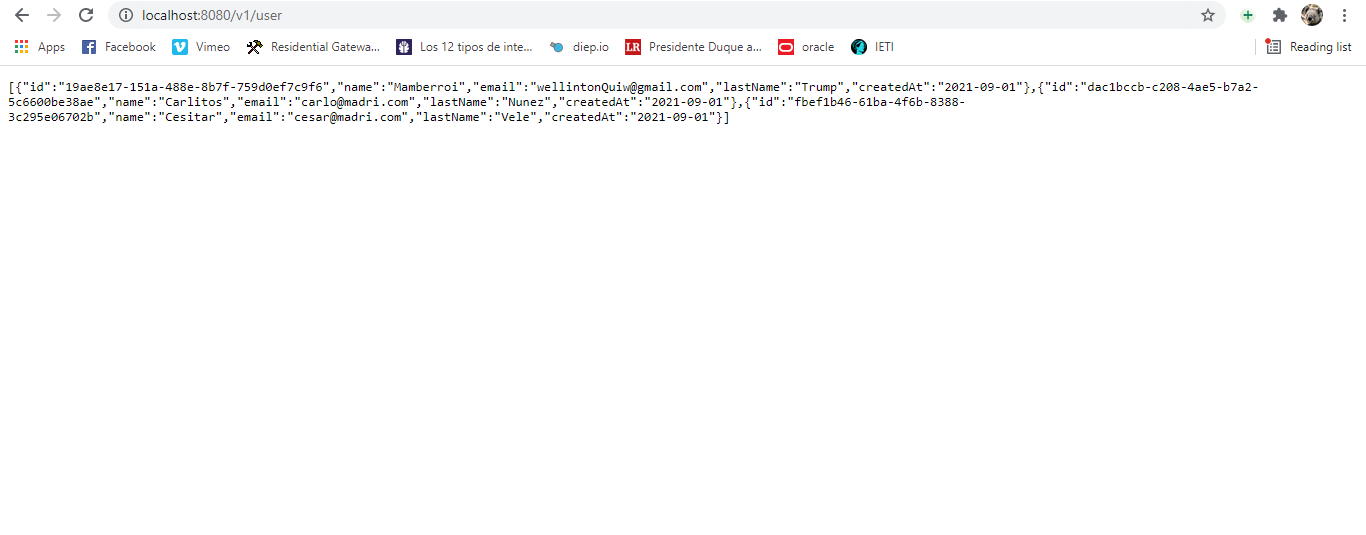 localhost:8080/v1/user
Apps Facebook Vimeo Residential Gatewa... Los 12 tipos de inte... diep.io LR Presidente Duque a... oracle IETI Reading list
[{"id":"19ae8e17-151a-488e-8b7f-759d0ef7c9f6","name":"Mamberroi","email":"wellintonQuiw@gmail.com","lastName":"Trump","createdAt":"2021-09-01"},{"id":"dac1bccb-c208-4ae5-b7a2-
5c6600be38ae","name":"Carlitos","email":"carlo@madri.com","lastName":"Nunez","createdAt":"2021-09-01"},{"id":"fbef1b46-61ba-4f6b-8388-
3c295e06702b","name":"Cesitar","email":"cesar@madri.com","lastName":"Vele","createdAt":"2021-09-01"}]